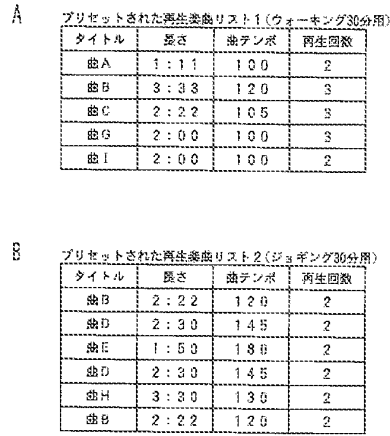 A
プリセットされた再生楽曲リスト1(ウォーキング30分用)
タイトル 長さ 曲テンポ 再生回数
曲A 1:11 100 2
曲B 3:33 120 3
曲C 2:22 105 3
曲G 2:00 100 3
曲I 2:00 100 2
B
プリセットされた再生楽曲リスト2(ジョギング30分用)
タイトル 長さ 曲テンポ 再生回数
曲B 2:22 120 2
曲D 2:30 145 2
曲E 1:50 180 2
曲D 2:30 145 2
曲H 3:30 130 2
曲B 2:22 120 2